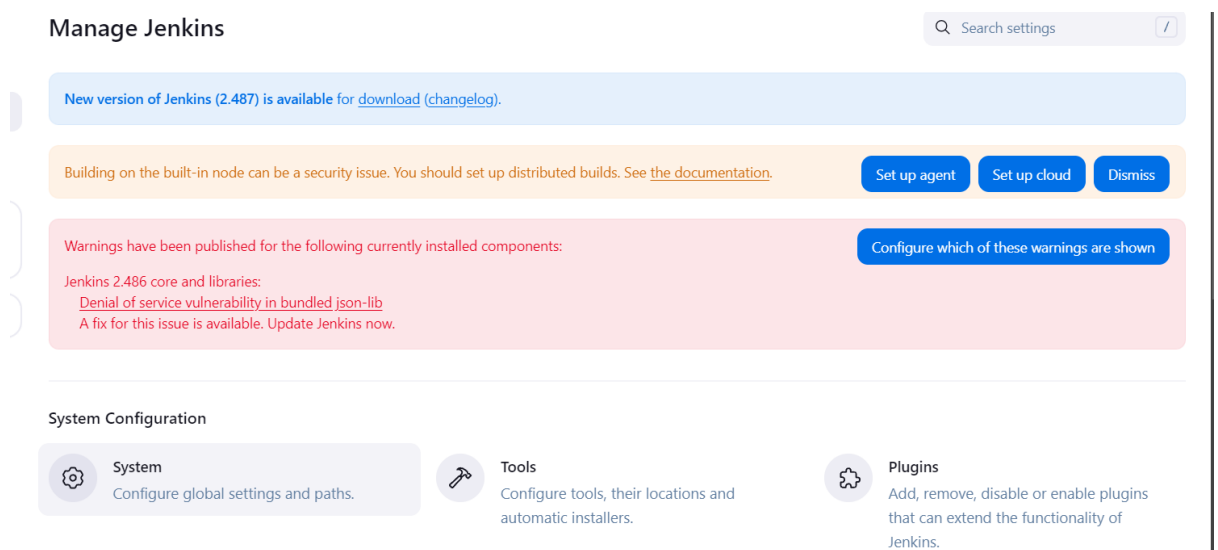 Manage Jenkins
Search settings
/
New version of Jenkins (2.487) is available for download (changelog).
Building on the built-in node can be a security issue. You should set up distributed builds. See the documentation.
Set up agent
Set up cloud
Dismiss
Warnings have been published for the following currently installed components:
Configure which of these warnings are shown
Jenkins 2.486 core and libraries:
Denial of service vulnerability in bundled json-lib
A fix for this issue is available. Update Jenkins now.
System Configuration
System
Configure global settings and paths.
Tools
Configure tools, their locations and
automatic installers.
Plugins
Add, remove, disable or enable plugins
that can extend the functionality of
Jenkins.